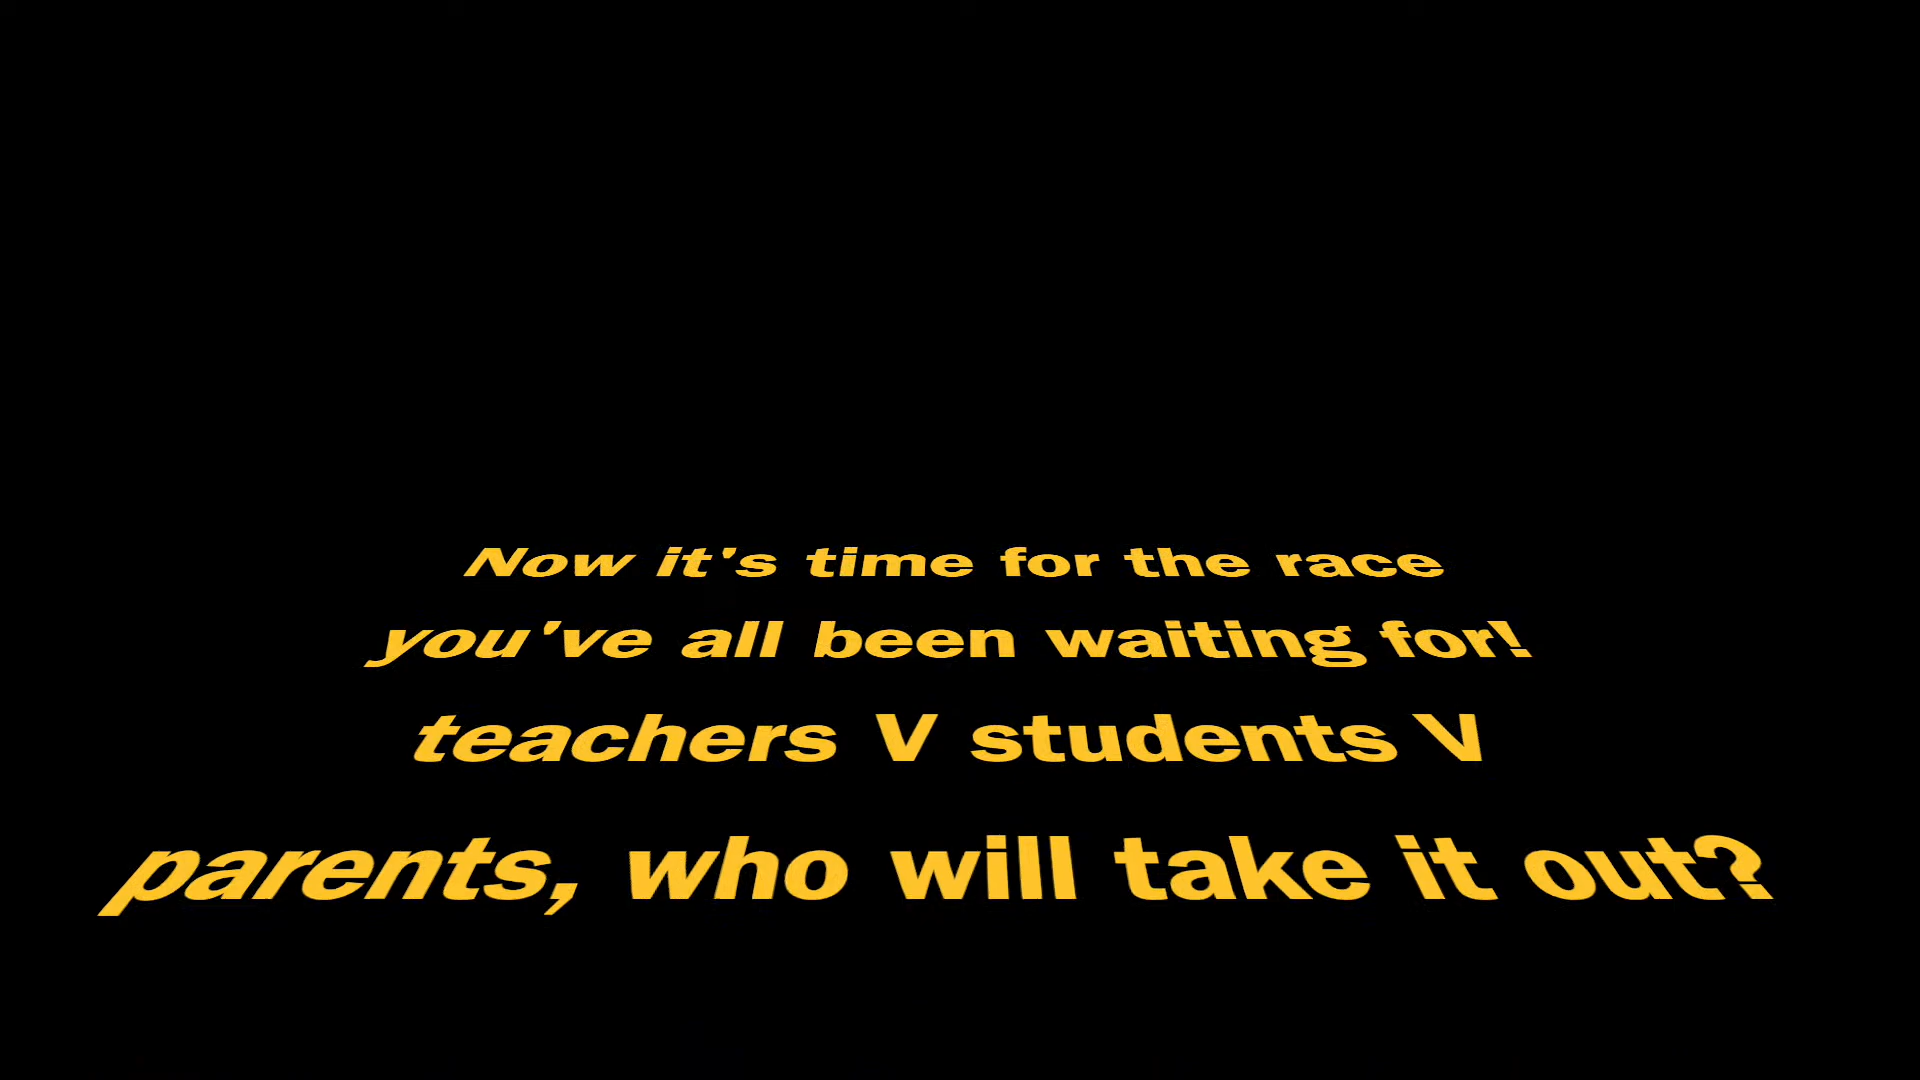 Now it's time for the race
you've all been waiting for!
teachers V students V
parents, who will take it out?